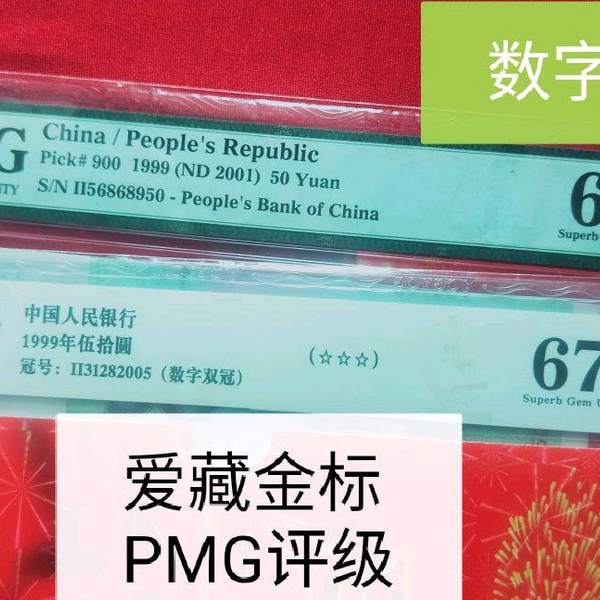 数字
G
China / People's Republic
Pick# 900 1999 (ND 2001) 50 Yuan
S/N II56868950 - People's Bank of China
6
Superb
中国人民银行
1999年伍拾圆
冠号: II31282005 (数字双冠)
(☆☆☆)
67
Superb Gem U
爱藏金标
PMG评级